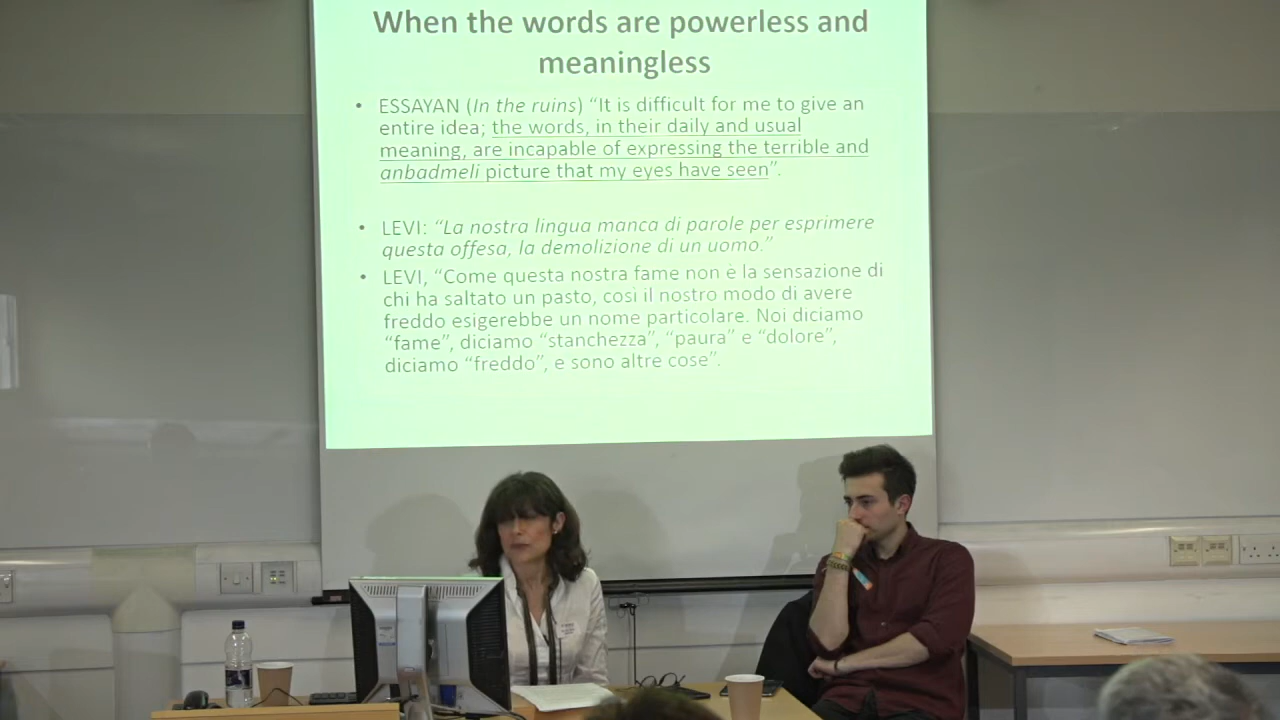 When the words are powerless and
meaningless
• ESSAYAN (In the ruins) “It is difficult for me to give an
entire idea; the words, in their daily and usual
meaning, are incapable of expressing the terrible and
anbadmeli picture that my eyes have seen”.
• LEVI: “La nostra lingua manca di parole per esprimere
questa offesa, la demolizione di un uomo.”
• LEVI, “Come questa nostra fame non è la sensazione di
chi ha saltato un pasto, così il nostro modo di avere
freddo esigerebbe un nome particolare. Noi diciamo
“fame”, diciamo “stanchezza”, “paura” e “dolore”,
diciamo “freddo”, e sono altre cose”.